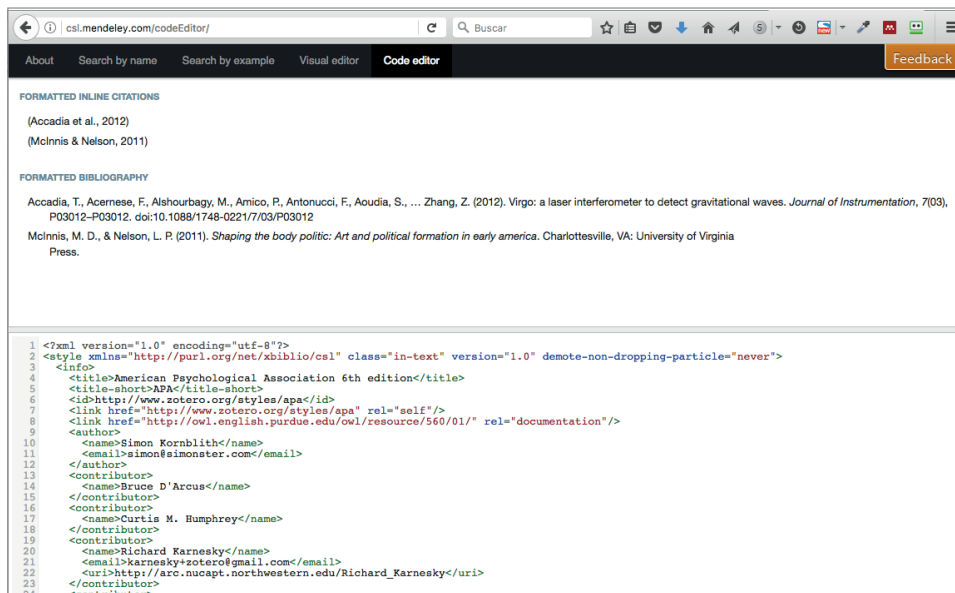 csl.mendeley.com/codeEditor/
Buscar
About Search by name Search by example Visual editor Code editor Feedback
FORMATTED INLINE CITATIONS
(Accadia et al., 2012)
(McInnis & Nelson, 2011)
FORMATTED BIBLIOGRAPHY
Accadia, T., Acernese, F., Alshourbagy, M., Amico, P., Antonucci, F., Aoudia, S., … Zhang, Z. (2012). Virgo: a laser interferometer to detect gravitational waves. Journal of Instrumentation, 7(03),
P03012–P03012. doi:10.1088/1748-0221/7/03/P03012
McInnis, M. D., & Nelson, L. P. (2011). Shaping the body politic: Art and political formation in early america. Charlottesville, VA: University of Virginia
Press.
1 <?xml version="1.0" encoding="utf-8"?>
2 <style xmlns="http://purl.org/net/xbiblio/csl" class="in-text" version="1.0" demote-non-dropping-particle="never">
3 <info>
4 <title>American Psychological Association 6th edition</title>
5 <title-short>APA</title-short>
6 <id>http://www.zotero.org/styles/apa</id>
7 <link href="http://www.zotero.org/styles/apa" rel="self"/>
8 <link href="http://owl.english.purdue.edu/owl/resource/560/01/" rel="documentation"/>
9 <author>
10 <name>Simon Kornblith</name>
11 <email>simon@simonster.com</email>
12 </author>
13 <contributor>
14 <name>Bruce D'Arcus</name>
15 </contributor>
16 <contributor>
17 <name>Curtis M. Humphrey</name>
18 </contributor>
19 <contributor>
20 <name>Richard Karnesky</name>
21 <email>karnesky+zotero@gmail.com</email>
22 <uri>http://arc.nucapt.northwestern.edu/Richard_Karnesky</uri>
23 </contributor>